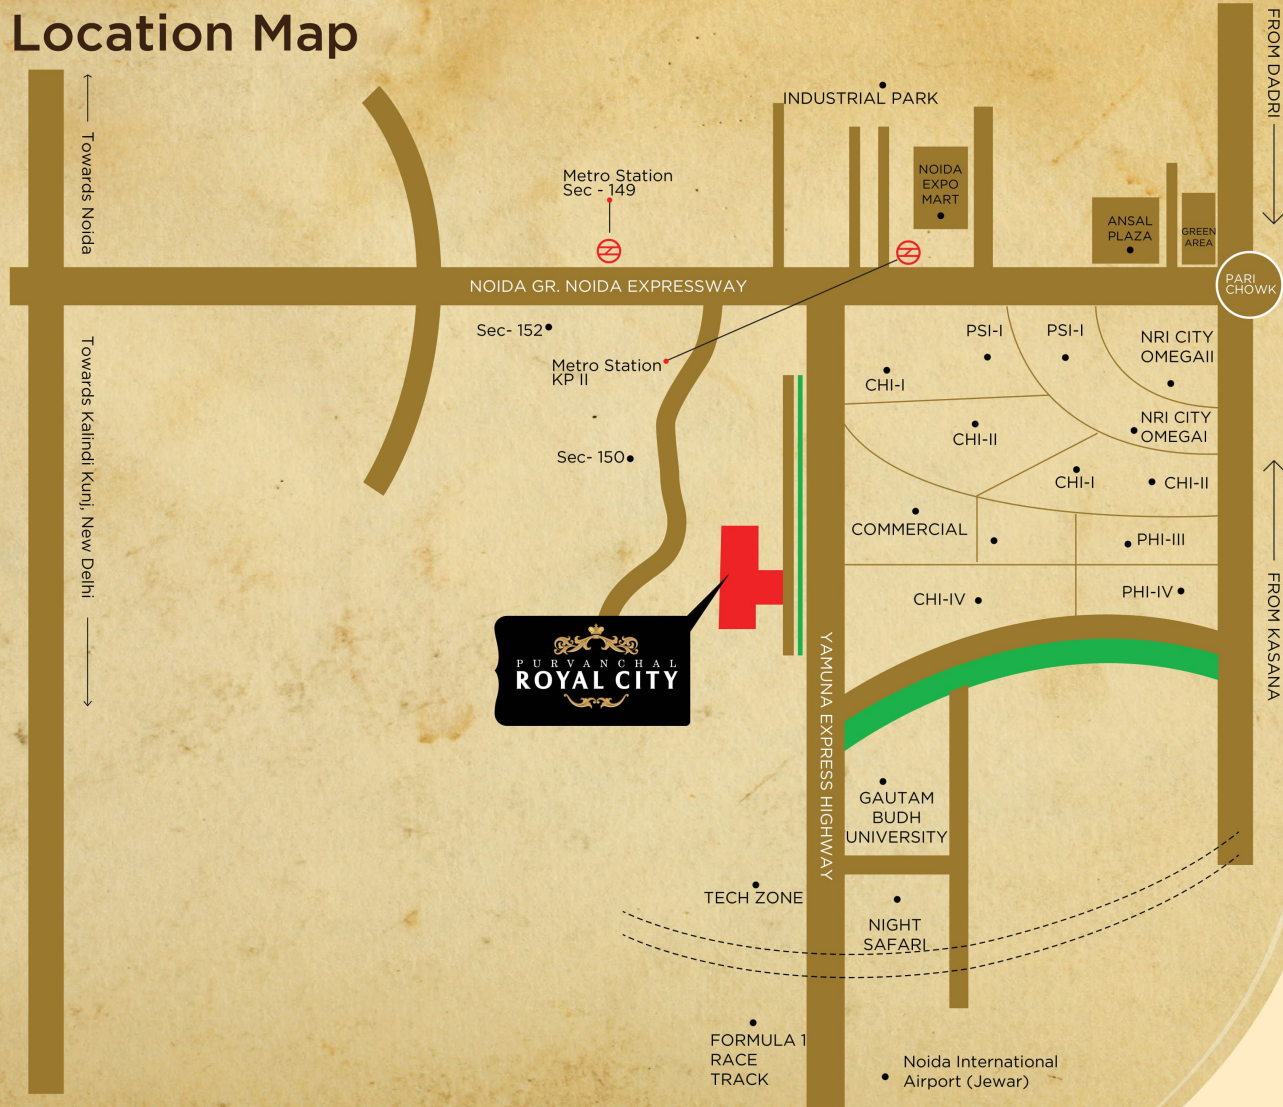 Location Map
FROM DADRI
Towards Noida
INDUSTRIAL PARK
Metro Station
Sec - 149
NOIDA
EXPO
MART
ANSAL
PLAZA
GREEN
AREA
NOIDA GR. NOIDA EXPRESSWAY
PARI
CHOWK
Towards Kalindi Kunj, New Delhi
Sec- 152
Metro Station
KP II
Sec- 150
PSI-I
PSI-I
NRI CITY
OMEGAII
CHI-I
NRI CITY
OMEGAI
CHI-II
CHI-I
CHI-II
COMMERCIAL
PHI-III
CHI-IV
PHI-IV
FROM KASANA
PURVANCHAL
ROYAL CITY
YAMUNA EXPRESS HIGHWAY
GAUTAM
BUDH
UNIVERSITY
TECH ZONE
NIGHT
SAFARI
FORMULA 1
RACE
TRACK
Noida International
Airport (Jewar)